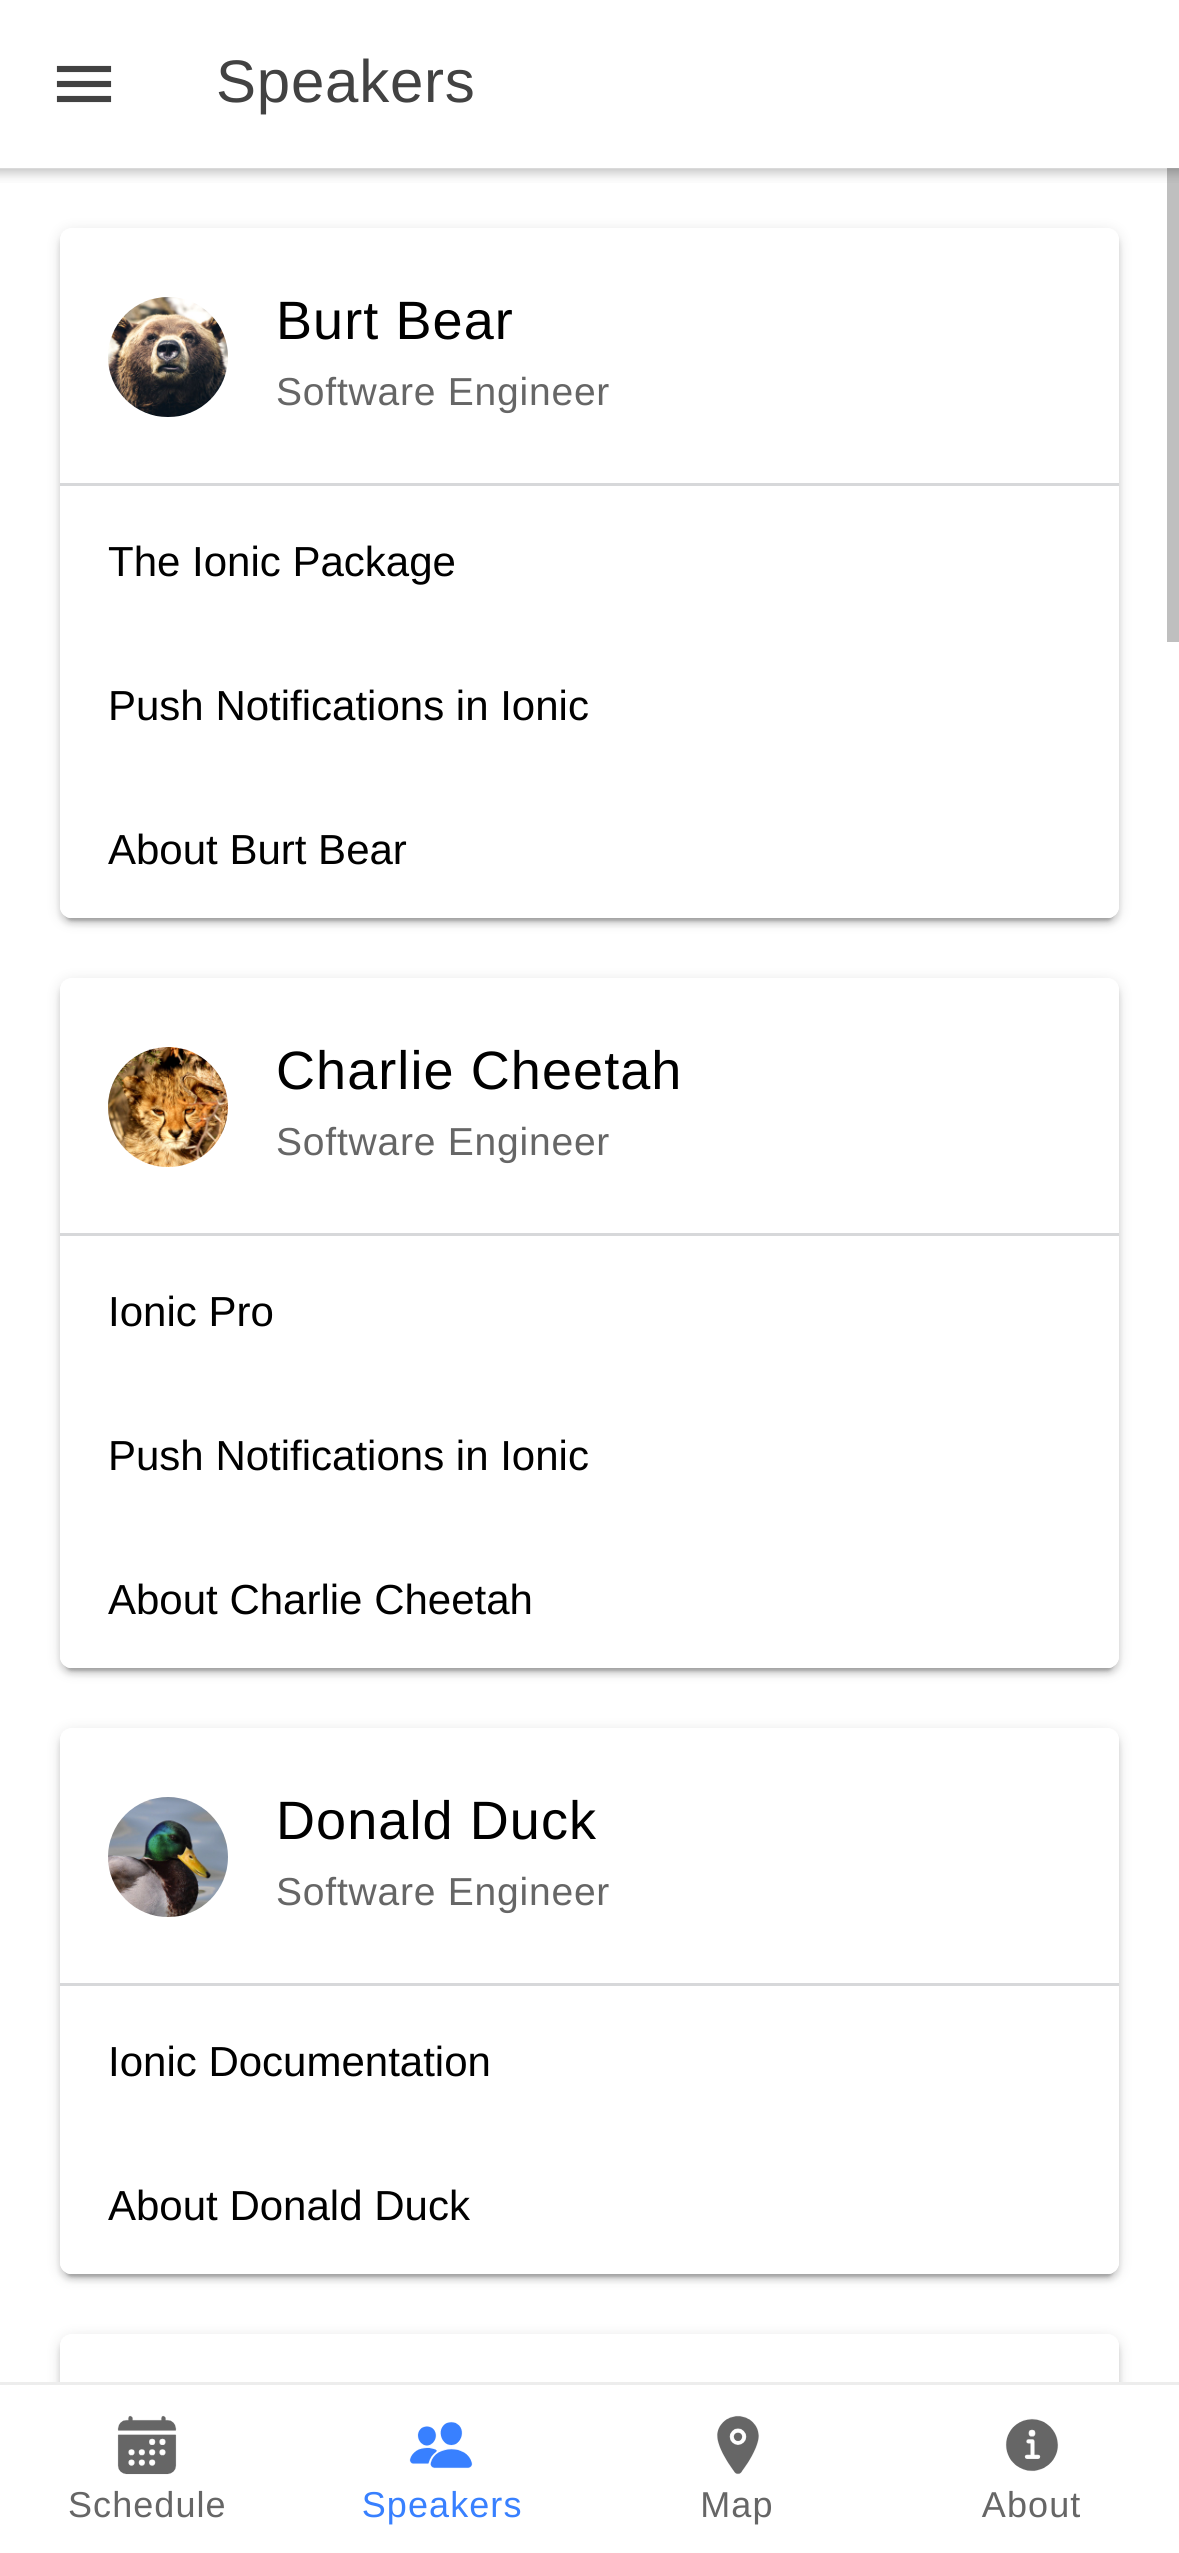 Speakers
Burt Bear
Software Engineer
The Ionic Package
Push Notifications in Ionic
About Burt Bear
Charlie Cheetah
Software Engineer
Ionic Pro
Push Notifications in Ionic
About Charlie Cheetah
Donald Duck
Software Engineer
Ionic Documentation
About Donald Duck
Schedule
Speakers
Map
About